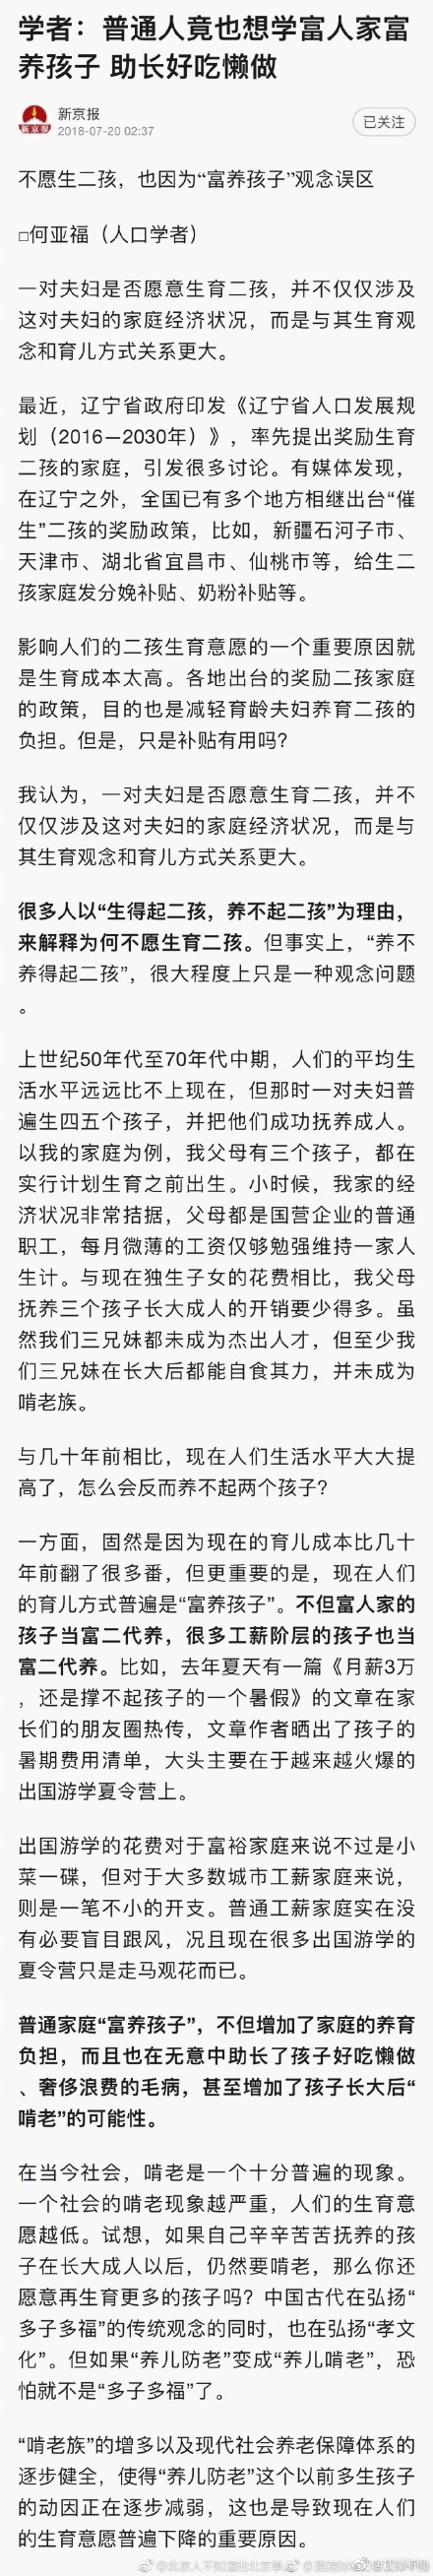 学者：普通人竟也想学富人家富
养孩子 助长好吃懒做
新京报
2018-07-20 02:37
已关注
不愿生二孩，也因为“富养孩子”观念误区
□何亚福（人口学者）
一对夫妇是否愿意生育二孩，并不仅仅涉及
这对夫妇的家庭经济状况，而是与其生育观
念和育儿方式关系更大。
最近，辽宁省政府印发《辽宁省人口发展规
划（2016—2030年）》，率先提出奖励生育
二孩的家庭，引发很多讨论。有媒体发现，
在辽宁之外，全国已有多个地方相继出台“催
生”二孩的奖励政策，比如，新疆石河子市、
天津市、湖北省宜昌市、仙桃市等，给生二
孩家庭发分娩补贴、奶粉补贴等。
影响人们的二孩生育意愿的一个重要原因就
是生育成本太高。各地出台的奖励二孩家庭
的政策，目的也是减轻育龄夫妇养育二孩的
负担。但是，只是补贴有用吗？
我认为，一对夫妇是否愿意生育二孩，并不
仅仅涉及这对夫妇的家庭经济状况，而是与
其生育观念和育儿方式关系更大。
很多人以“生得起二孩，养不起二孩”为理由，
来解释为何不愿生育二孩。但事实上，“养不
养得起二孩”，很大程度上只是一种观念问题
。
上世纪50年代至70年代中期，人们的平均生
活水平远远比不上现在，但那时一对夫妇普
遍生四五个孩子，并把他们成功抚养成人。
以我的家庭为例，我父母有三个孩子，都在
实行计划生育之前出生。小时候，我家的经
济状况非常拮据，父母都是国营企业的普通
职工，每月微薄的工资仅够勉强维持一家人
生计。与现在独生子女的花费相比，我父母
抚养三个孩子长大成人的开销要少得多。虽
然我们三兄妹都未成为杰出人才，但至少我
们三兄妹在长大后都能自食其力，并未成为
啃老族。
与几十年前相比，现在人们生活水平大大提
高了，怎么会反而养不起两个孩子？
一方面，固然是因为现在的育儿成本比几十
年前翻了很多番，但更重要的是，现在人们
的育儿方式普遍是“富养孩子”。不但富人家的
孩子当富二代养，很多工薪阶层的孩子也当
富二代养。比如，去年夏天有一篇《月薪3万
，还是撑不起孩子的一个暑假》的文章在家
长们的朋友圈热传，文章作者晒出了孩子的
暑期费用清单，大头主要在于越来越火爆的
出国游学夏令营上。
出国游学的花费对于富裕家庭来说不过是小
菜一碟，但对于大多数城市工薪家庭来说，
则是一笔不小的开支。普通工薪家庭实在没
有必要盲目跟风，况且现在很多出国游学的
夏令营只是走马观花而已。
普通家庭“富养孩子”，不但增加了家庭的养育
负担，而且也在无意中助长了孩子好吃懒做
、奢侈浪费的毛病，甚至增加了孩子长大后“
啃老”的可能性。
在当今社会，啃老是一个十分普遍的现象。
一个社会的啃老现象越严重，人们的生育意
愿越低。试想，如果自己辛辛苦苦抚养的孩
子在长大成人以后，仍然要啃老，那么你还
愿意再生育更多的孩子吗？中国古代在弘扬“
多子多福”的传统观念的同时，也在弘扬“孝文
化”。但如果“养儿防老”变成“养儿啃老”，恐
怕就不是“多子多福”了。
“啃老族”的增多以及现代社会养老保障体系的
逐步健全，使得“养儿防老”这个以前多生孩子
的动因正在逐步减弱，这也是导致现在人们
的生育意愿普遍下降的重要原因。
@北京人不知道的北京事儿